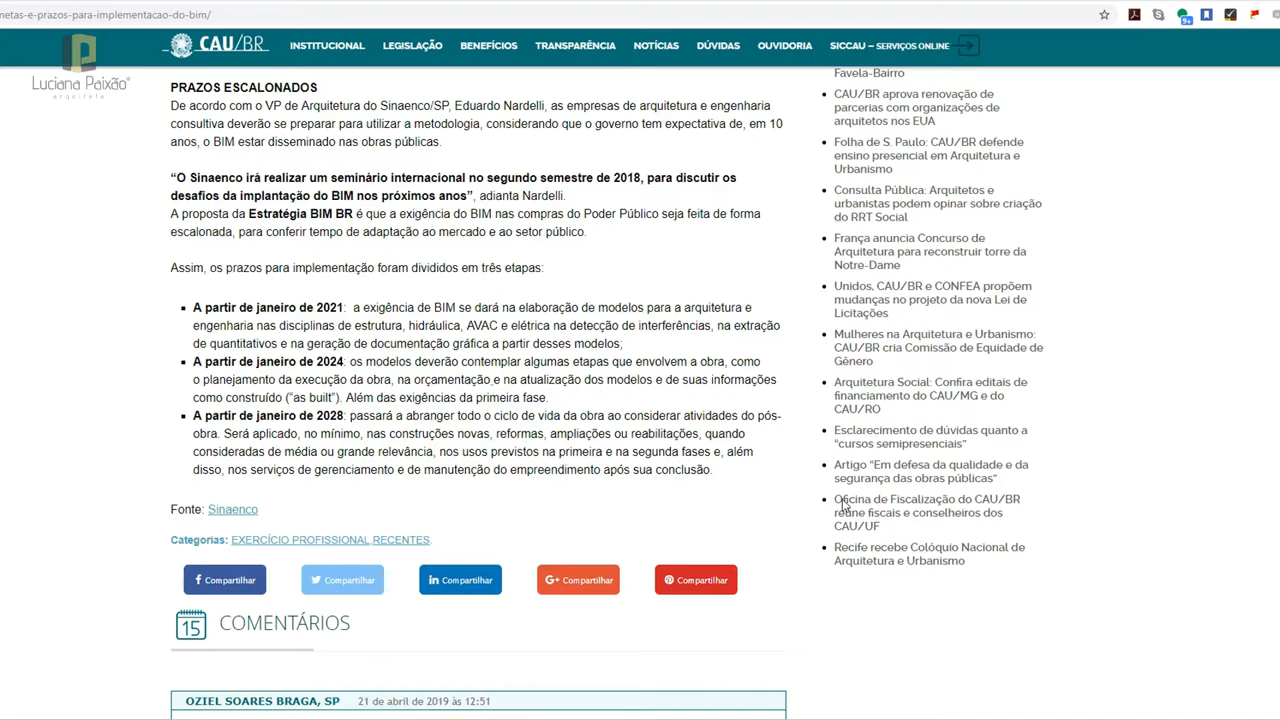 netas-e-prazos-para-implementacao-do-bim/
9+
Luciana Paixão®
arquiteta
CAU/BR
INSTITUCIONAL LEGISLAÇÃO BENEFÍCIOS TRANSPARÊNCIA NOTÍCIAS DÚVIDAS OUVIDORIA SICCAU – SERVIÇOS ONLINE
PRAZOS ESCALONADOS
De acordo com o VP de Arquitetura do Sinaenco/SP, Eduardo Nardelli, as empresas de arquitetura e engenharia
consultiva deverão se preparar para utilizar a metodologia, considerando que o governo tem expectativa de, em 10
anos, o BIM estar disseminado nas obras públicas.
“O Sinaenco irá realizar um seminário internacional no segundo semestre de 2018, para discutir os
desafios da implantação do BIM nos próximos anos”, adianta Nardelli.
A proposta da Estratégia BIM BR é que a exigência do BIM nas compras do Poder Público seja feita de forma
escalonada, para conferir tempo de adaptação ao mercado e ao setor público.
Assim, os prazos para implementação foram divididos em três etapas:
A partir de janeiro de 2021: a exigência de BIM se dará na elaboração de modelos para a arquitetura e
engenharia nas disciplinas de estrutura, hidráulica, AVAC e elétrica na detecção de interferências, na extração
de quantitativos e na geração de documentação gráfica a partir desses modelos;
A partir de janeiro de 2024: os modelos deverão contemplar algumas etapas que envolvem a obra, como
o planejamento da execução da obra, na orçamentação e na atualização dos modelos e de suas informações
como construído (“as built”). Além das exigências da primeira fase.
A partir de janeiro de 2028: passará a abranger todo o ciclo de vida da obra ao considerar atividades do pós-
obra. Será aplicado, no mínimo, nas construções novas, reformas, ampliações ou reabilitações, quando
consideradas de média ou grande relevância, nos usos previstos na primeira e na segunda fases e, além
disso, nos serviços de gerenciamento e de manutenção do empreendimento após sua conclusão.
Fonte: Sinaenco
Categorias: EXERCÍCIO PROFISSIONAL,RECENTES.
Compartilhar Compartilhar Compartilhar Compartilhar Compartilhar
15 COMENTÁRIOS
OZIEL SOARES BRAGA, SP 21 de abril de 2019 às 12:51
Favela-Bairro
CAU/BR aprova renovação de
parcerias com organizações de
arquitetos nos EUA
Folha de S. Paulo: CAU/BR defende
ensino presencial em Arquitetura e
Urbanismo
Consulta Pública: Arquitetos e
urbanistas podem opinar sobre criação
do RRT Social
França anuncia Concurso de
Arquitetura para reconstruir torre da
Notre-Dame
Unidos, CAU/BR e CONFEA propõem
mudanças no projeto da nova Lei de
Licitações
Mulheres na Arquitetura e Urbanismo:
CAU/BR cria Comissão de Equidade de
Gênero
Arquitetura Social: Confira editais de
financiamento do CAU/MG e do
CAU/RO
Esclarecimento de dúvidas quanto a
“cursos semipresenciais”
Artigo “Em defesa da qualidade e da
segurança das obras públicas”
Oficina de Fiscalização do CAU/BR
reúne fiscais e conselheiros dos
CAU/UF
Recife recebe Colóquio Nacional de
Arquitetura e Urbanismo